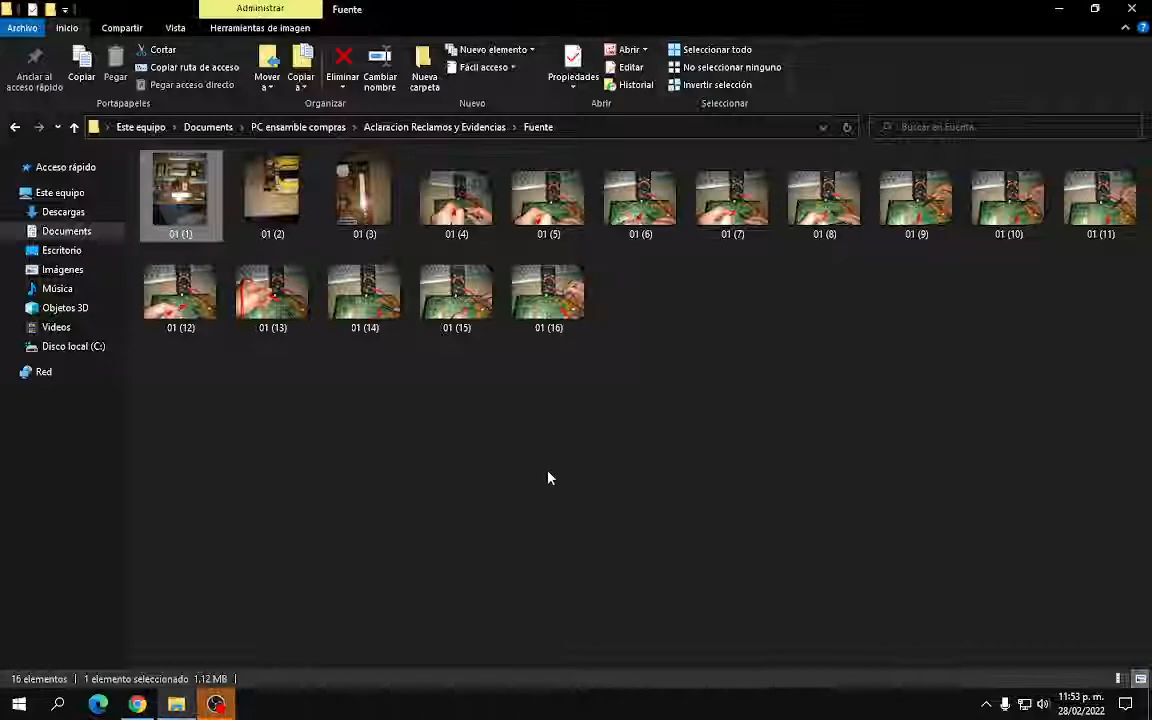 Administrar
Fuente
Archivo
Inicio
Compartir
Vista
Herramientas de imagen
Anclar al acceso rápido
Copiar
Pegar
Cortar
Copiar ruta de acceso
Pegar acceso directo
Portapapeles
Mover a
Copiar a
Eliminar
Cambiar nombre
Organizar
Nueva carpeta
Nuevo elemento
Fácil acceso
Nuevo
Propiedades
Abrir
Editar
Historial
Abrir
Seleccionar todo
No seleccionar ninguno
Invertir selección
Seleccionar
Este equipo > Documents > PC ensamble compras > Aclaracion Reclamos y Evidencias > Fuente
Buscar en Fuente
Acceso rápido
Este equipo
Descargas
Documents
Escritorio
Imágenes
Música
Objetos 3D
Videos
Disco local (C:)
Red
01 (1)
01 (2)
01 (3)
01 (4)
01 (5)
01 (6)
01 (7)
01 (8)
01 (9)
01 (10)
01 (11)
01 (12)
01 (13)
01 (14)
01 (15)
01 (16)
16 elementos
1 elemento seleccionado 1.12 MB
11:53 p. m.
28/02/2022